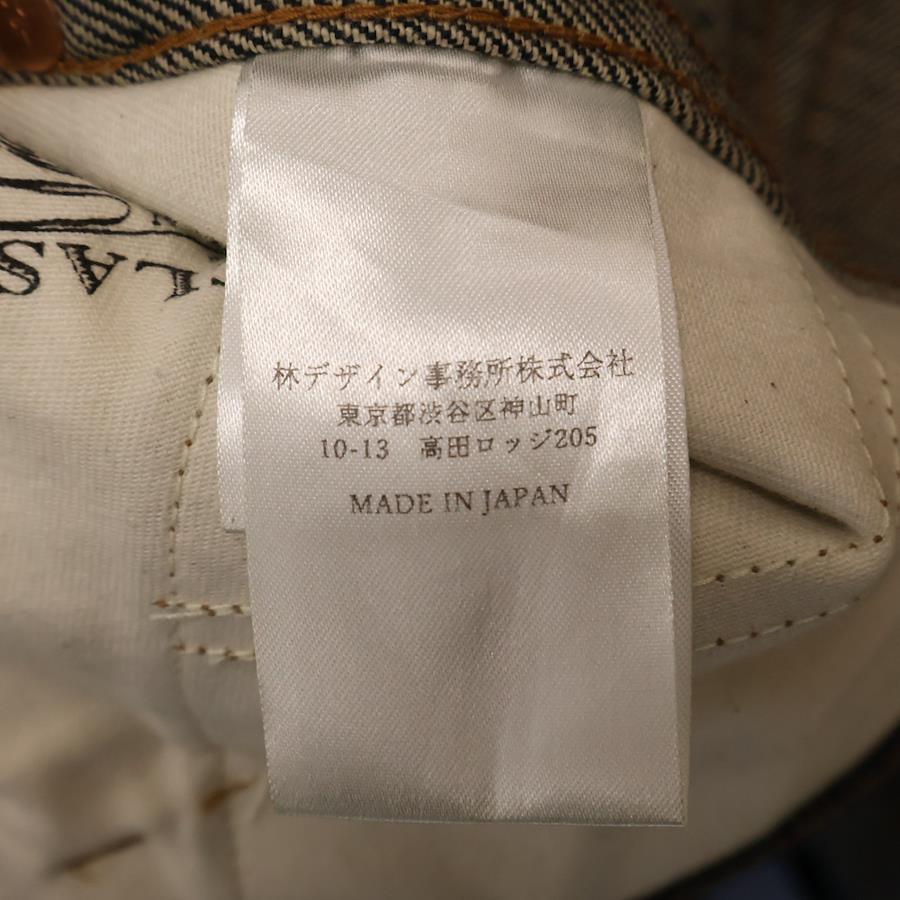 林デザイン事務所株式会社
東京都渋谷区神山町
10-13　高田ロッジ205
MADE IN JAPAN